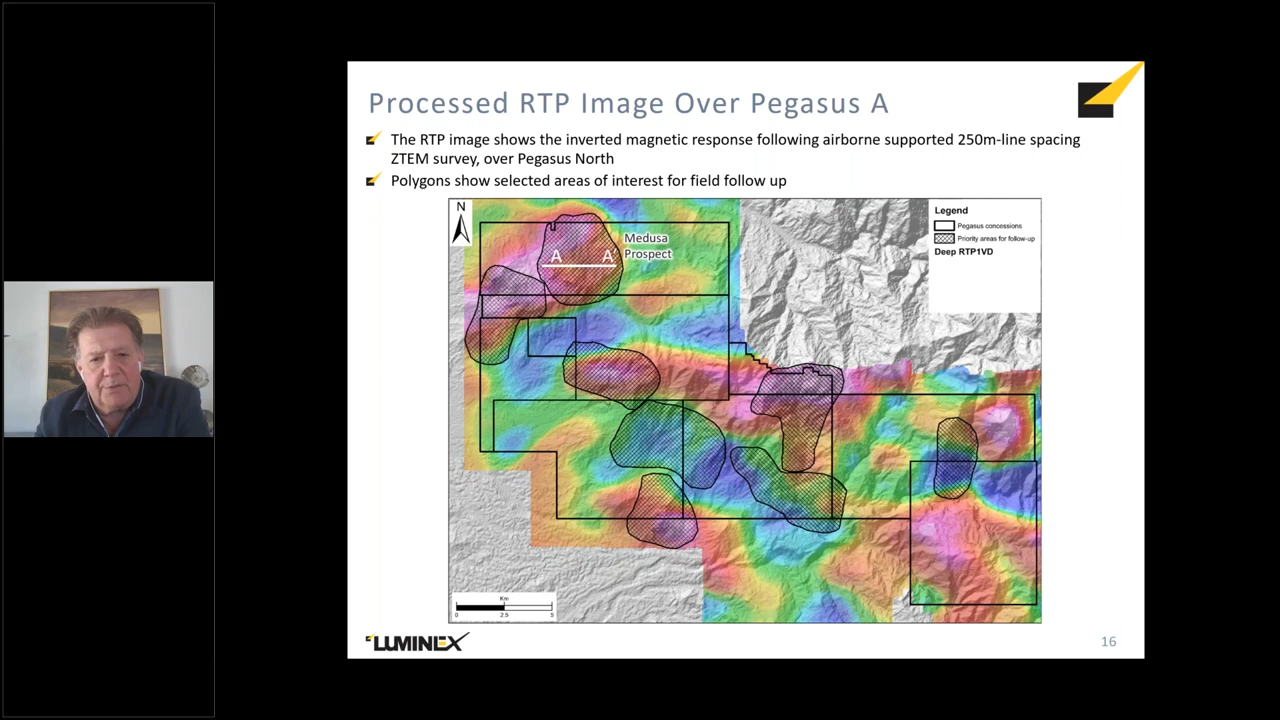 Processed RTP Image Over Pegasus A
The RTP image shows the inverted magnetic response following airborne supported 250m-line spacing
ZTEM survey, over Pegasus North
Polygons show selected areas of interest for field follow up
N
Medusa
Prospect
A A'
Legend
Pegasus concessions
Priority areas for follow-up
Deep RTP1VD
Km
0 2.5 5
LUMINEX
16